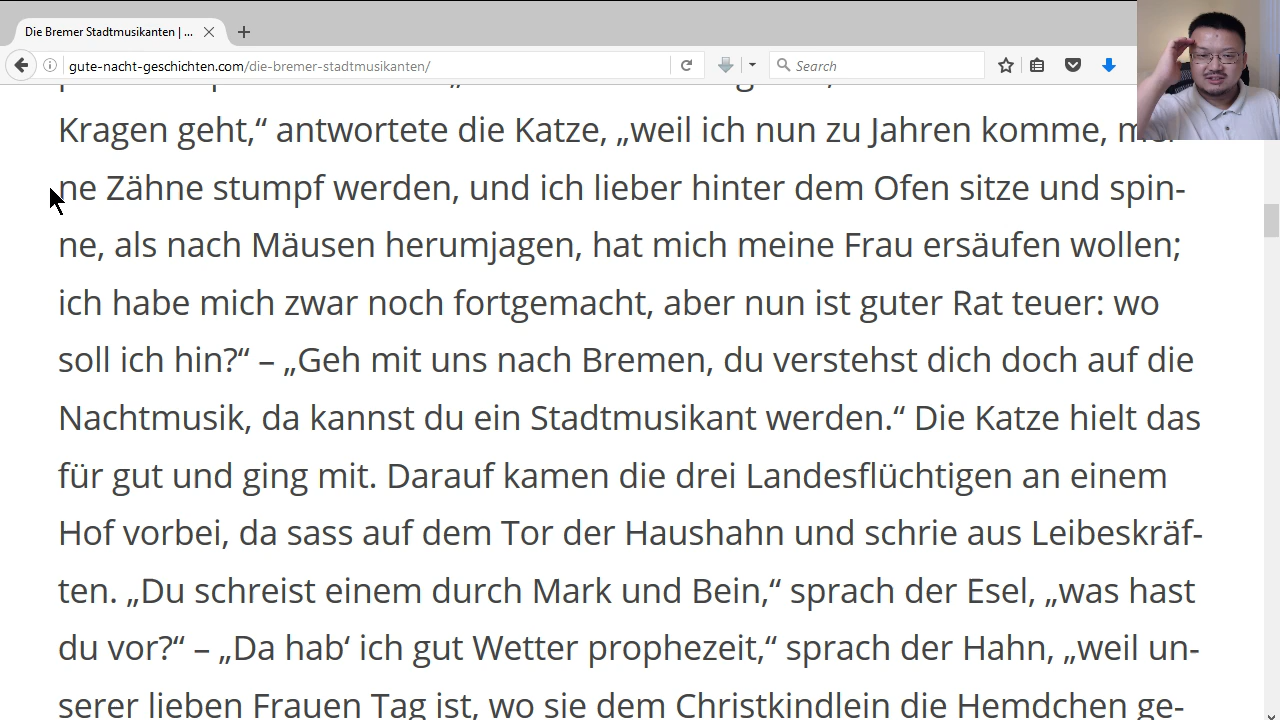 Die Bremer Stadtmusikanten | ...
gute-nacht-geschichten.com/die-bremer-stadtmusikanten/
Search
Kragen geht,“ antwortete die Katze, „weil ich nun zu Jahren komme,
ne Zähne stumpf werden, und ich lieber hinter dem Ofen sitze und spin-
ne, als nach Mäusen herumjagen, hat mich meine Frau ersäufen wollen;
ich habe mich zwar noch fortgemacht, aber nun ist guter Rat teuer: wo
soll ich hin?“ – „Geh mit uns nach Bremen, du verstehst dich doch auf die
Nachtmusik, da kannst du ein Stadtmusikant werden.“ Die Katze hielt das
für gut und ging mit. Darauf kamen die drei Landesflüchtigen an einem
Hof vorbei, da sass auf dem Tor der Haushahn und schrie aus Leibeskräf-
ten. „Du schreist einem durch Mark und Bein,“ sprach der Esel, „was hast
du vor?“ – „Da hab‘ ich gut Wetter prophezeit,“ sprach der Hahn, „weil un-
serer lieben Frauen Tag ist, wo sie dem Christkindlein die Hemdchen ge-